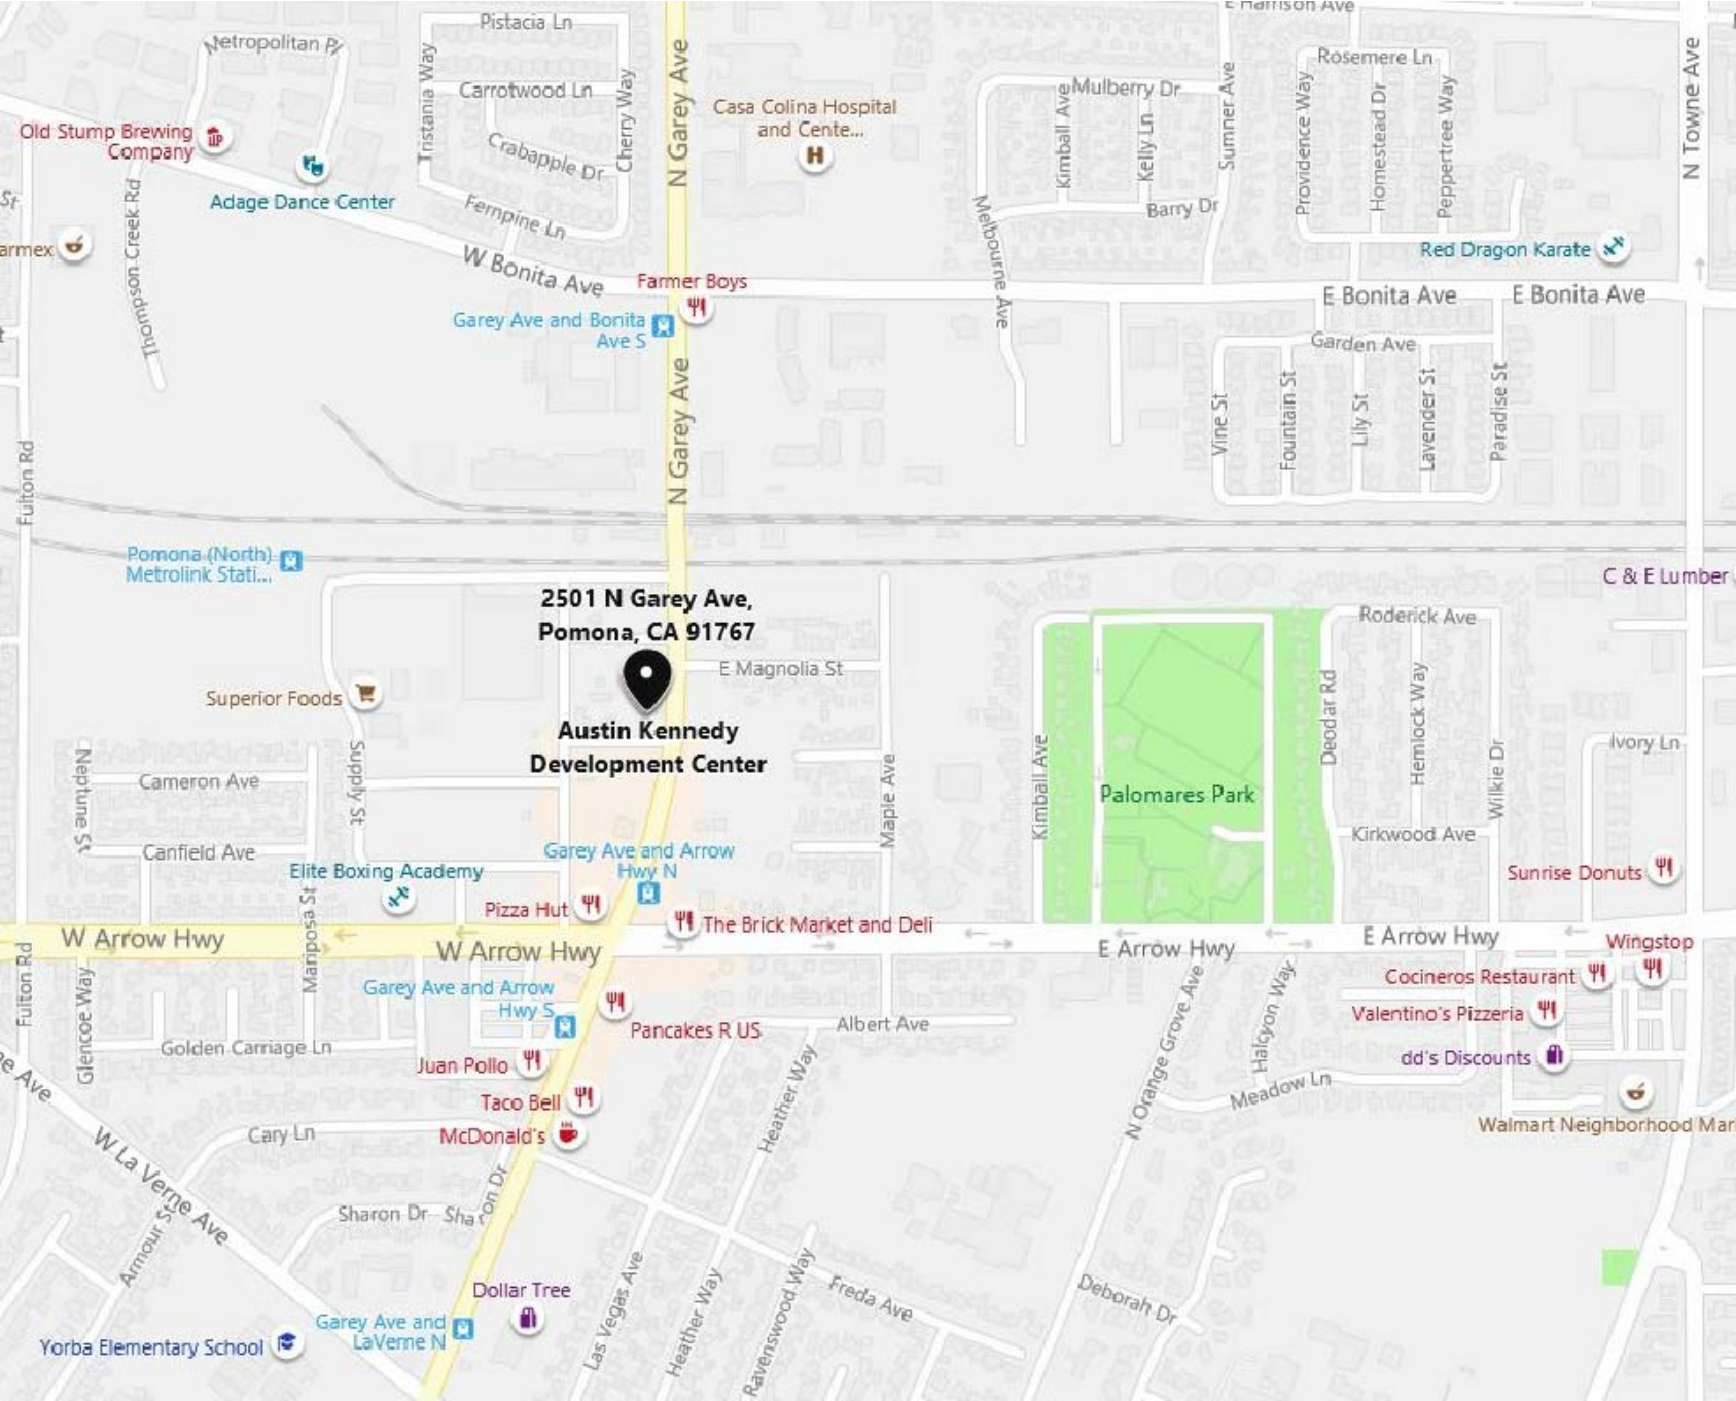 E Harrison Ave
Pistacia Ln
Metropolitan Pl
Tristania Way
Carrotwood Ln
Cherry Way
Crabapple Dr
Fernpine Ln
N Garey Ave
Casa Colina Hospital
and Cente...
Mulberry Dr
Kimball Ave
Kelly Ln
Sumner Ave
Barry Dr
Melbourne Ave
Rosemere Ln
Providence Way
Homestead Dr
Peppertree Way
N Towne Ave
Old Stump Brewing
Company
Adage Dance Center
Thompson Creek Rd
St
armex
W Bonita Ave
Farmer Boys
Garey Ave and Bonita
Ave S
Red Dragon Karate
E Bonita Ave
E Bonita Ave
Garden Ave
Vine St
Fountain St
Lily St
Lavender St
Paradise St
N Garey Ave
Fulton Rd
Pomona (North)
Metrolink Stati...
C & E Lumber
2501 N Garey Ave,
Pomona, CA 91767
E Magnolia St
Roderick Ave
Superior Foods
Austin Kennedy
Development Center
Deodar Rd
Hemlock Way
Wilkie Dr
Ivory Ln
Neptune St
Cameron Ave
Supply St
Maple Ave
Kimball Ave
Palomares Park
Kirkwood Ave
Canfield Ave
Garey Ave and Arrow
Hwy N
Elite Boxing Academy
Sunrise Donuts
Mariposa St
Pizza Hut
The Brick Market and Deli
W Arrow Hwy
W Arrow Hwy
E Arrow Hwy
E Arrow Hwy
Wingstop
Fulton Rd
Glencoe Way
Garey Ave and Arrow
Hwy S
Cocineros Restaurant
Valentino's Pizzeria
Pancakes R US
Albert Ave
N Orange Grove Ave
Halcyon Way
Golden Carriage Ln
Juan Pollo
dd's Discounts
ne Ave
Taco Bell
Heather Way
Meadow Ln
McDonald's
Cary Ln
Walmart Neighborhood Mar
W La Verne Ave
Sharon Dr
Sharon Dr
Armour St
Dollar Tree
Las Vegas Ave
Heather Way
Ravenswood Way
Freda Ave
Deborah Dr
Garey Ave and
LaVerne N
Yorba Elementary School